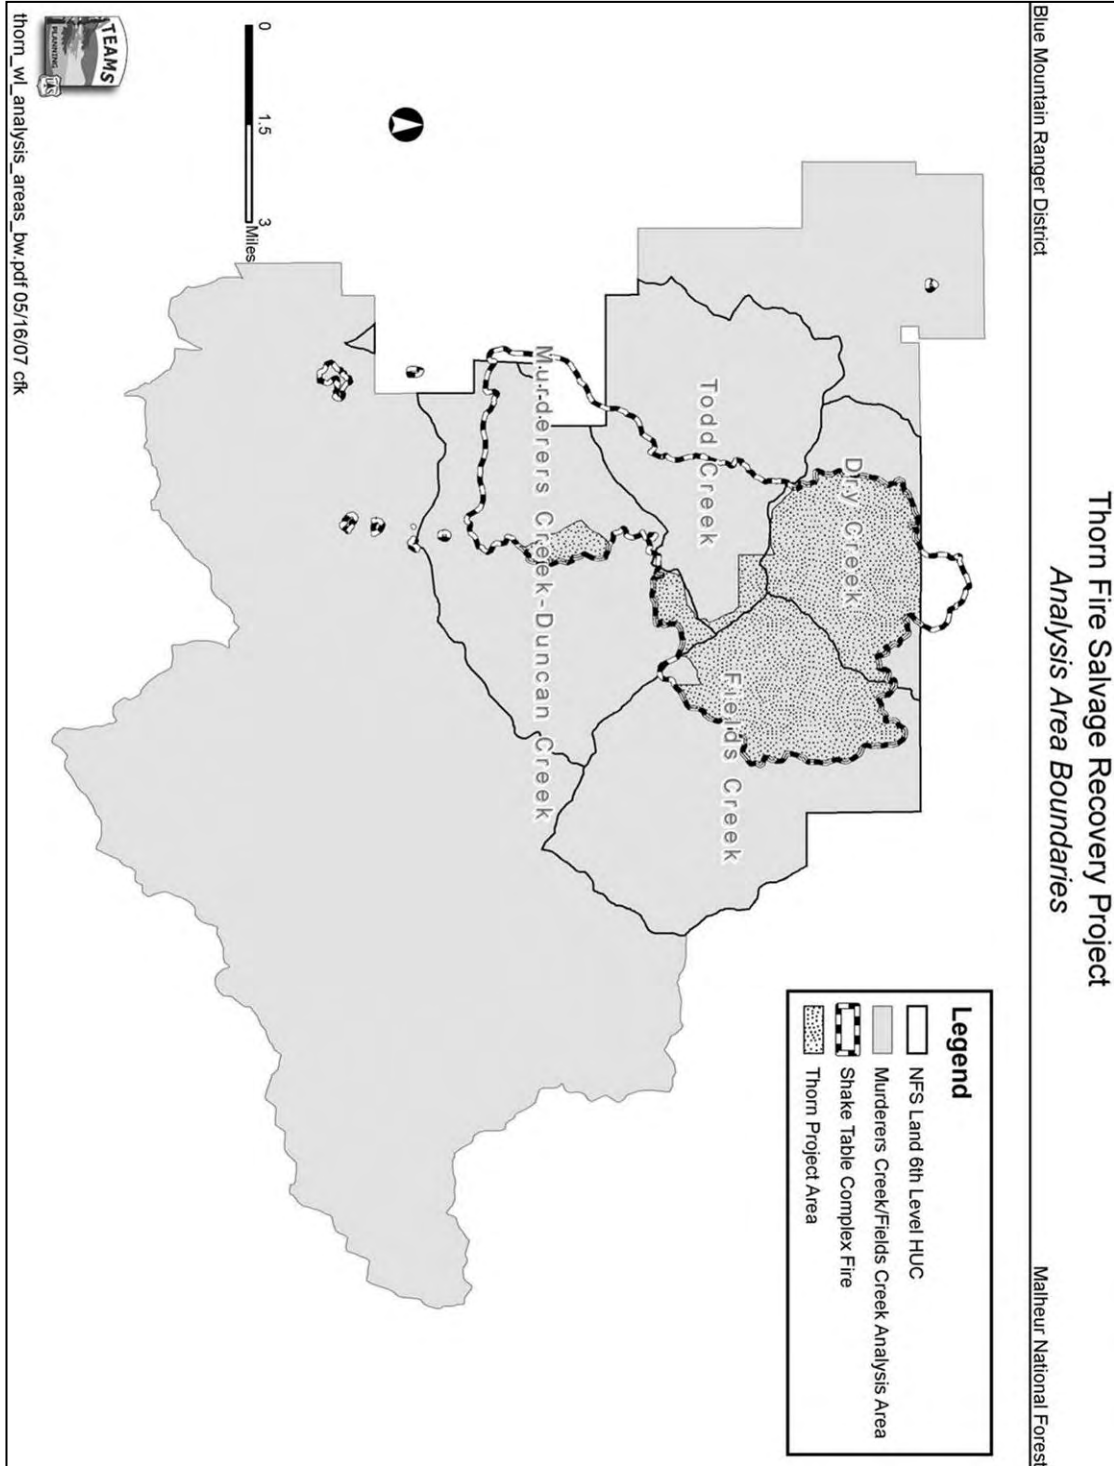 Thorn Fire Salvage Recovery Project
Analysis Area Boundaries
Blue Mountain Ranger District
Malheur National Forest
Dry Creek
Todd Creek
Fields Creek
Murderers Creek-Duncan Creek
Legend
NFS Land 6th Level HUC
Murderers Creek/Fields Creek Analysis Area
Shake Table Complex Fire
Thorn Project Area
0 1.5 3
Miles
TEAMS
PLANNING
thorn_wl_analysis_areas_bw.pdf 05/16/07 cfk